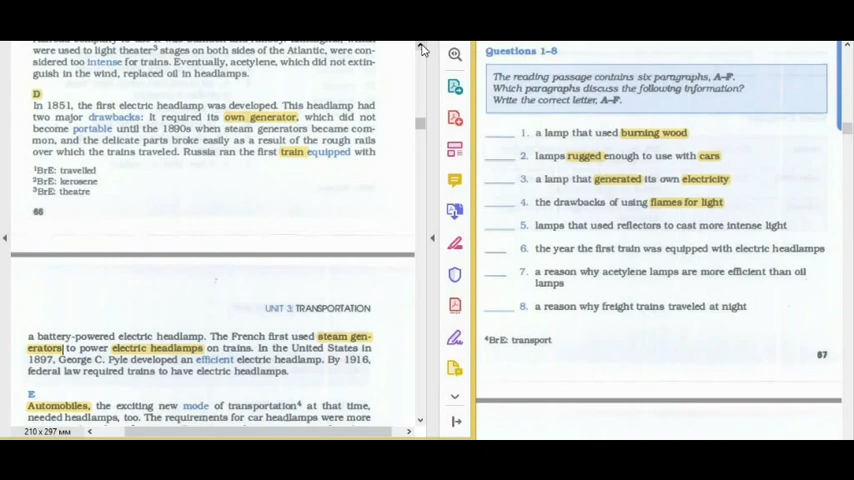 were used to light theater³ stages on both sides of the Atlantic, were con-
sidered too intense for trains. Eventually, acetylene, which did not extin-
guish in the wind, replaced oil in headlamps.
D
In 1851, the first electric headlamp was developed. This headlamp had
two major drawbacks: It required its own generator, which did not
become portable until the 1890s when steam generators became com-
mon, and the delicate parts broke easily as a result of the rough rails
over which the trains traveled. Russia ran the first train equipped with
¹BrE: travelled
²BrE: kerosene
³BrE: theatre
66
UNIT 3: TRANSPORTATION
a battery-powered electric headlamp. The French first used steam gen-
erators to power electric headlamps on trains. In the United States in
1897, George C. Pyle developed an efficient electric headlamp. By 1916,
federal law required trains to have electric headlamps.
E
Automobiles, the exciting new mode of transportation⁴ at that time,
needed headlamps, too. The requirements for car headlamps were more
210 x 297 мм
Questions 1–8
The reading passage contains six paragraphs, A–F.
Which paragraphs discuss the following information?
Write the correct letter, A–F.
1. a lamp that used burning wood
2. lamps rugged enough to use with cars
3. a lamp that generated its own electricity
4. the drawbacks of using flames for light
5. lamps that used reflectors to cast more intense light
6. the year the first train was equipped with electric headlamps
7. a reason why acetylene lamps are more efficient than oil
lamps
8. a reason why freight trains traveled at night
⁴BrE: transport
67